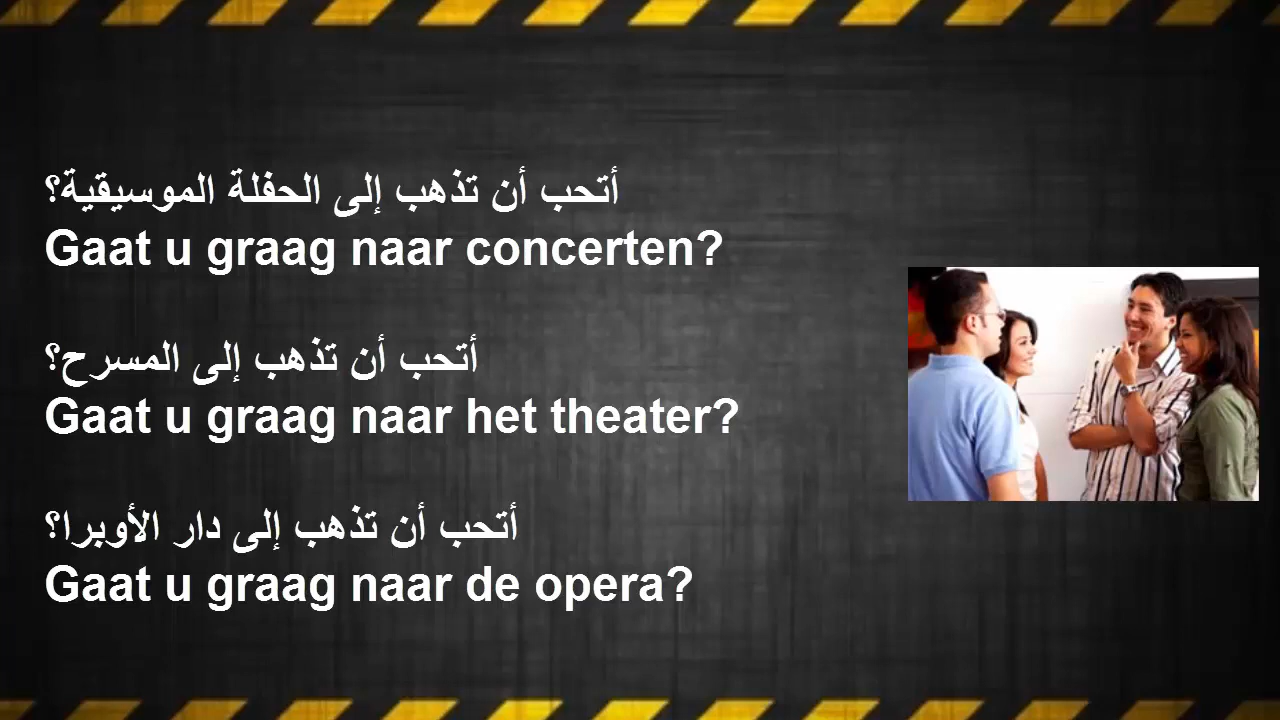 أتحب أن تذهب إلى الحفلة الموسيقية؟
Gaat u graag naar concerten?
أتحب أن تذهب إلى المسرح؟
Gaat u graag naar het theater?
أتحب أن تذهب إلى دار الأوبرا؟
Gaat u graag naar de opera?